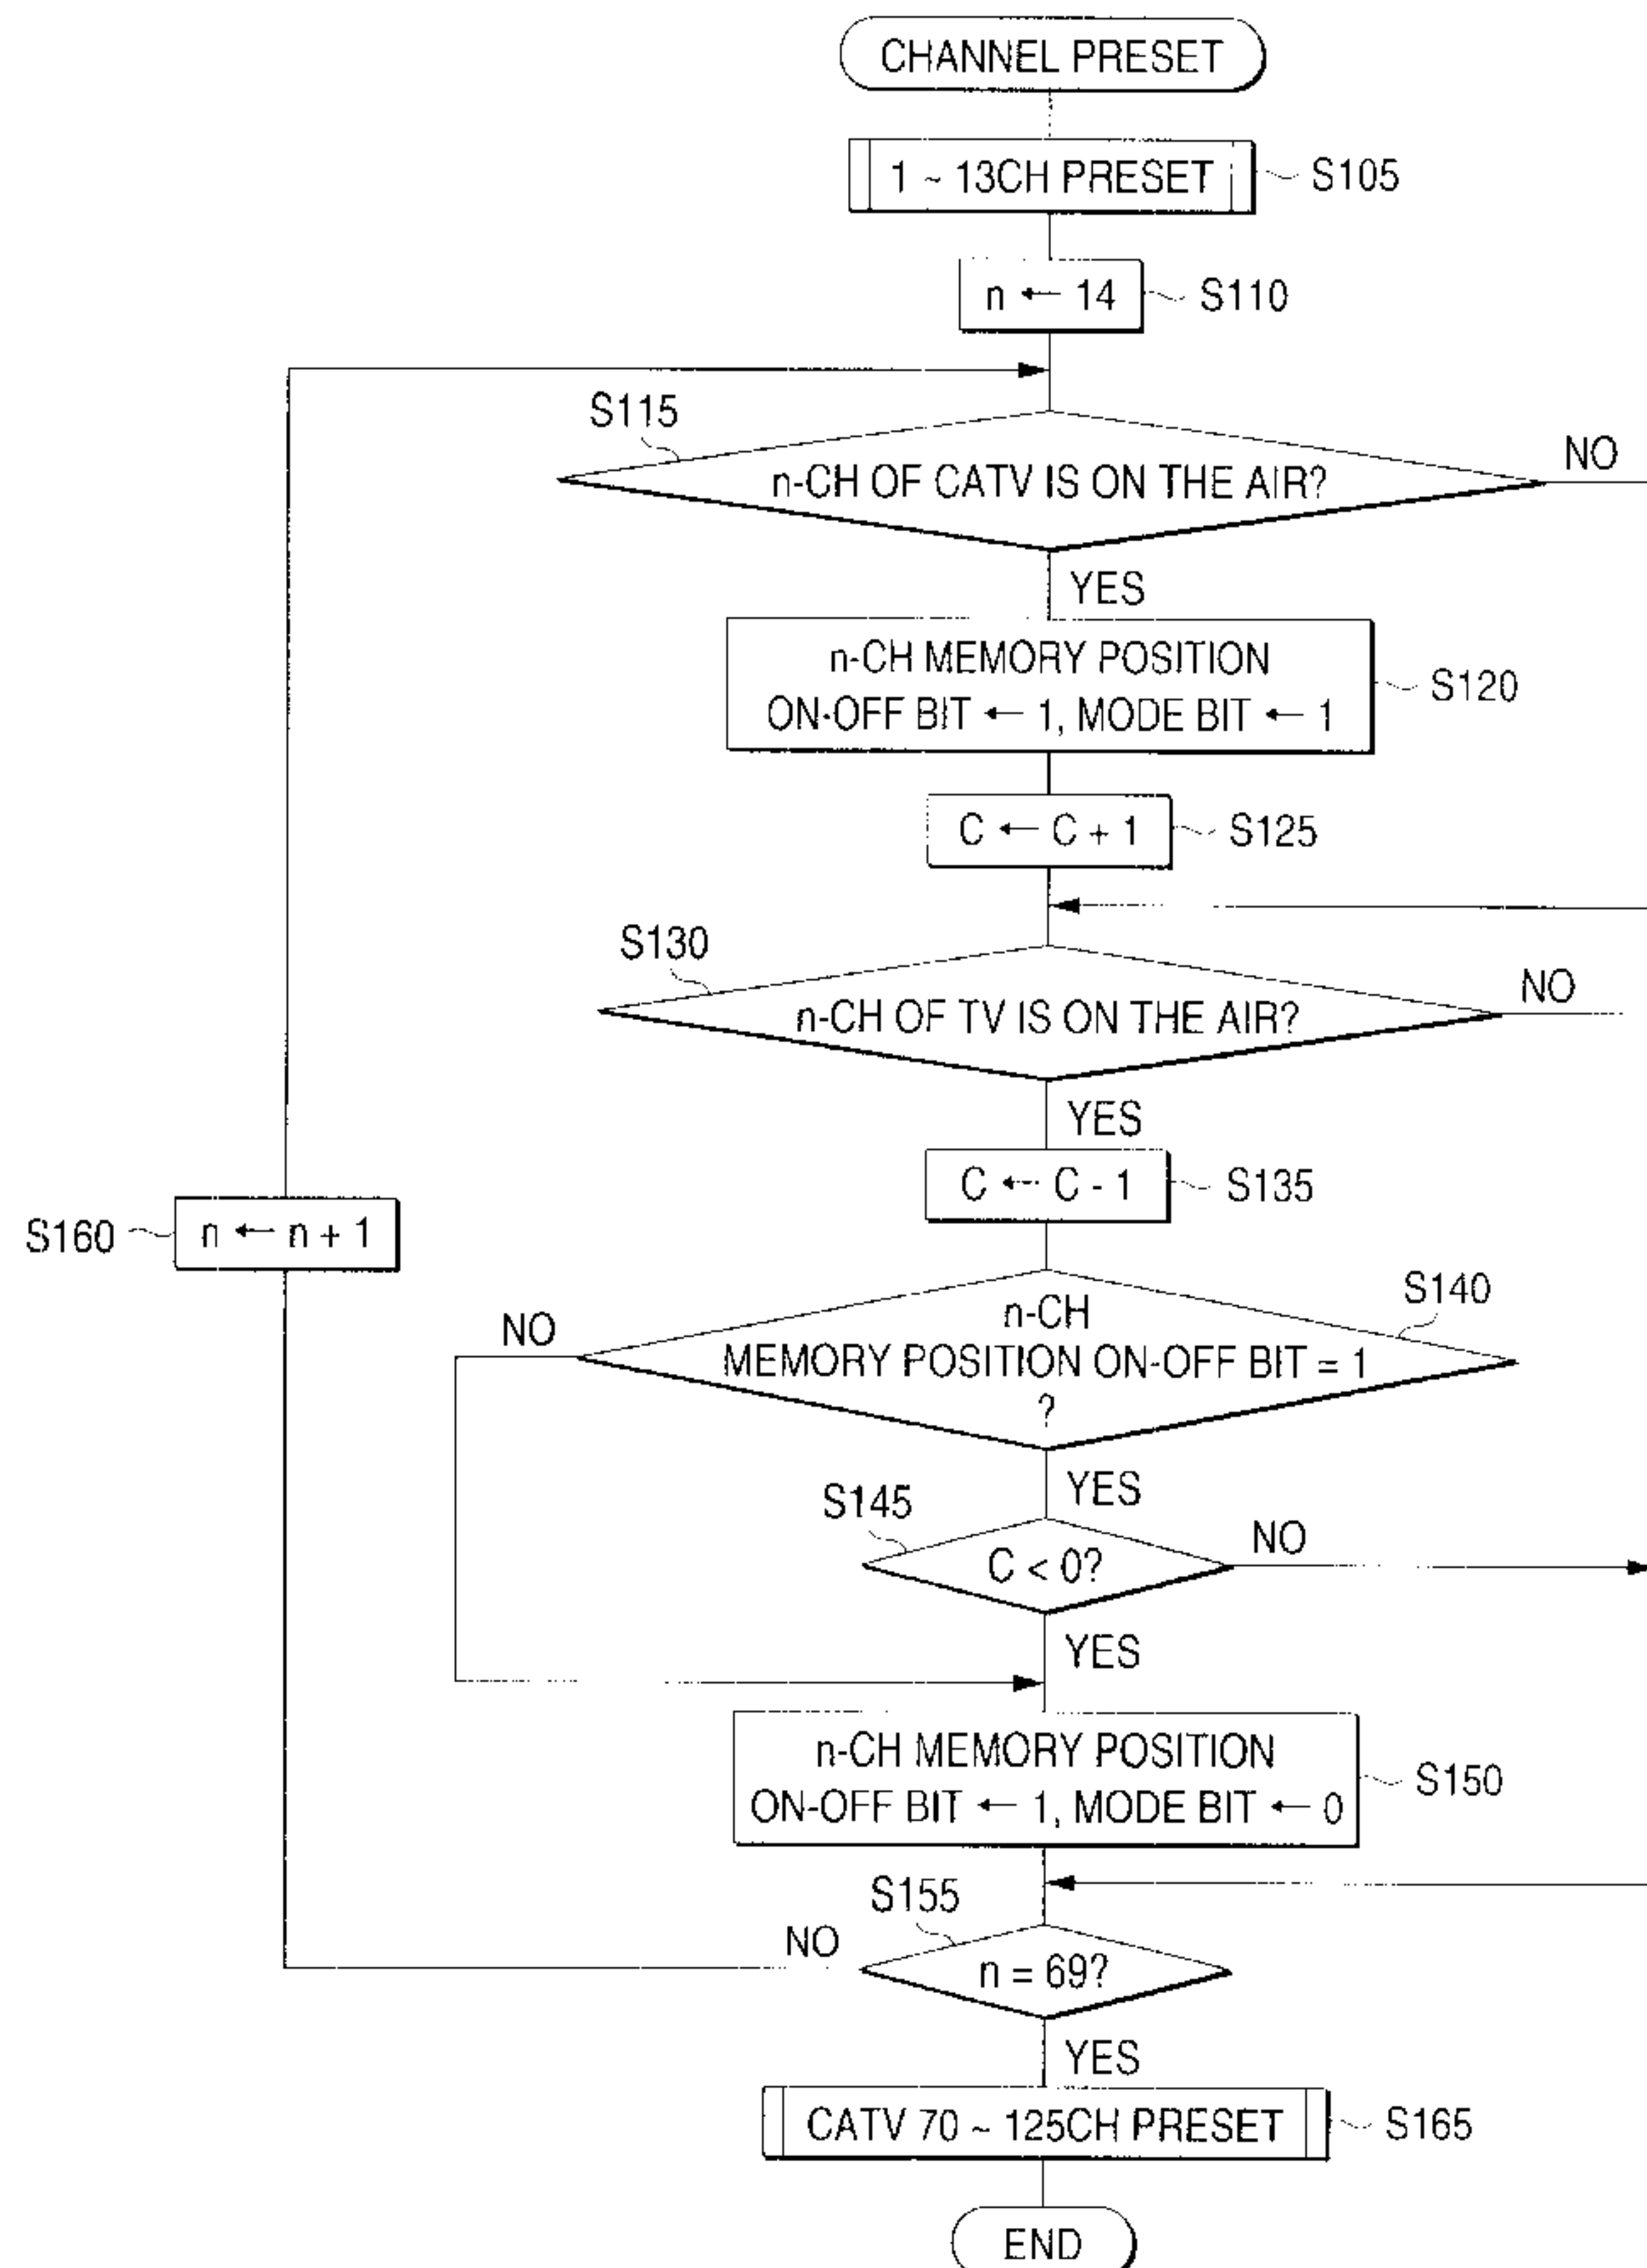 CHANNEL PRESET
1 ~ 13CH PRESET
S105
n ← 14
S110
S115
n-CH OF CATV IS ON THE AIR?
NO
YES
n-CH MEMORY POSITION
ON-OFF BIT ← 1, MODE BIT ← 1
S120
C ← C + 1
S125
S130
n-CH OF TV IS ON THE AIR?
NO
YES
C ← C - 1
S135
S160
n ← n + 1
S140
NO
n-CH
MEMORY POSITION ON-OFF BIT = 1
?
YES
S145
C < 0?
NO
YES
n-CH MEMORY POSITION
ON-OFF BIT ← 1, MODE BIT ← 0
S150
S155
NO
n = 69?
YES
CATV 70 ~ 125CH PRESET
S165
END